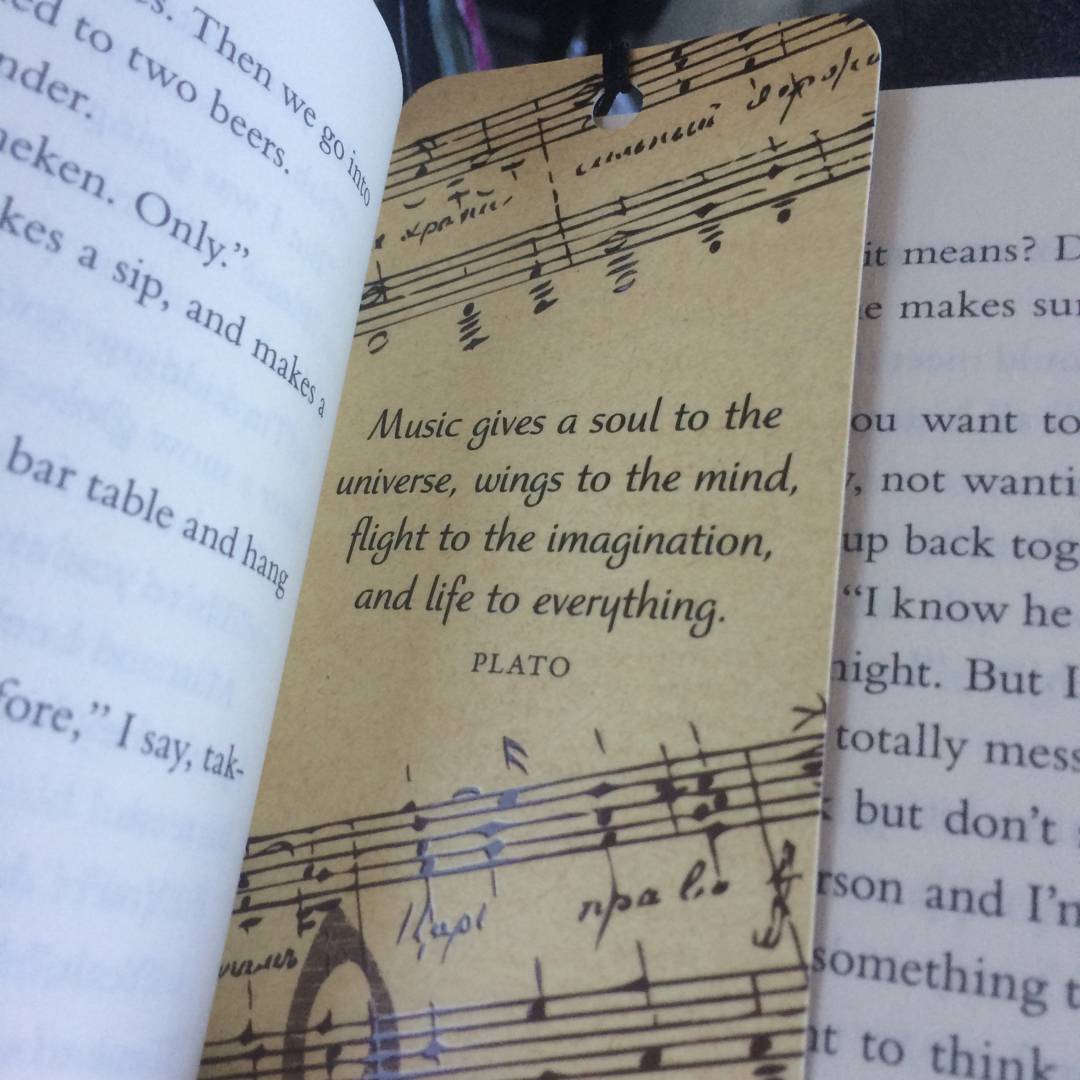 s. Then we go into
ed to two beers.
nder.
neken. Only.”
kes a sip, and makes a
bar table and hang
fore,” I say, tak-
Music gives a soul to the
universe, wings to the mind,
flight to the imagination,
and life to everything.
PLATO
it means? D
e makes sur
ou want to
y, not wanti
up back tog
“I know he
night. But I
totally mess
but don’t
rson and I’m
something t
nt to think